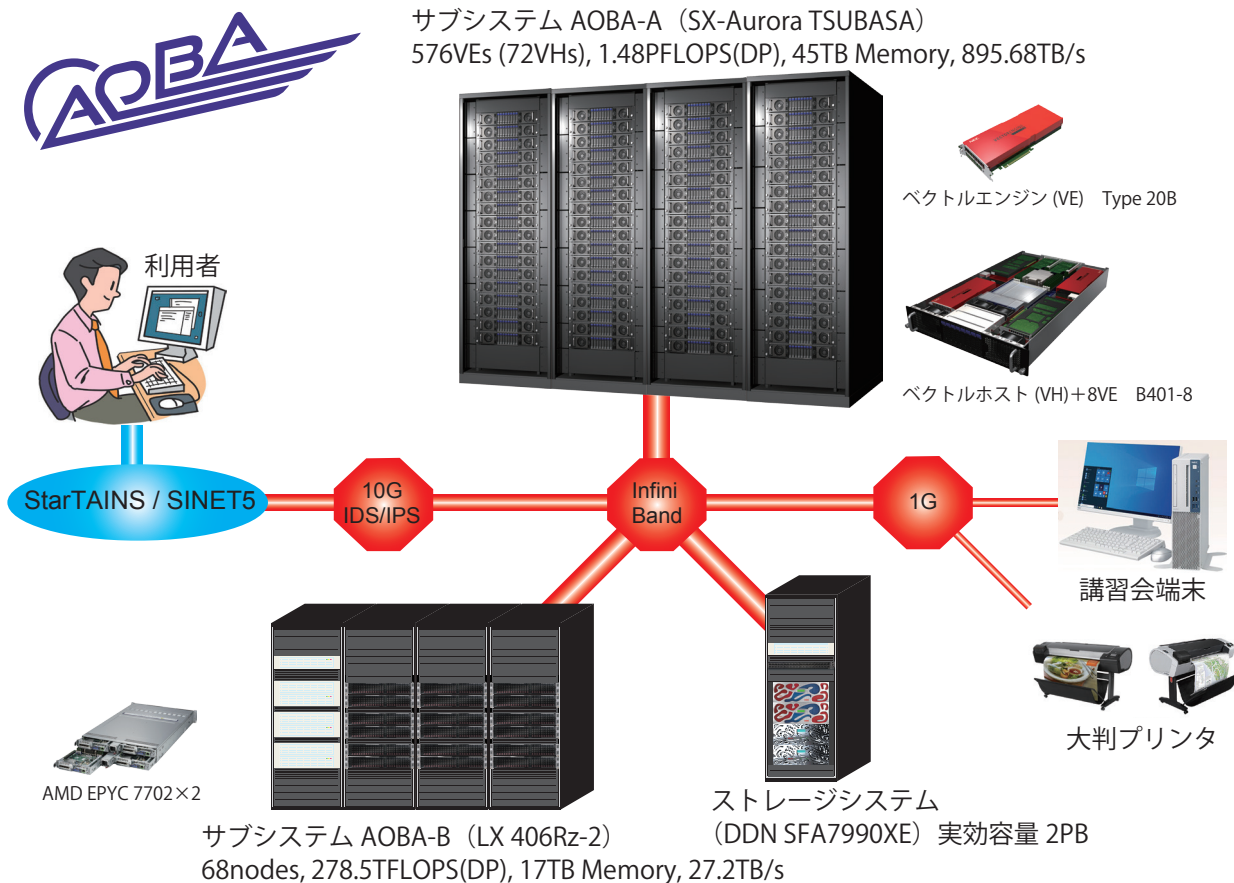 AOBA
サブシステム AOBA-A（SX-Aurora TSUBASA）
576VEs (72VHs), 1.48PFLOPS(DP), 45TB Memory, 895.68TB/s
ベクトルエンジン (VE)　Type 20B
ベクトルホスト (VH)＋8VE　B401-8
利用者
StarTAINS / SINET5
10G
IDS/IPS
Infini
Band
1G
講習会端末
大判プリンタ
AMD EPYC 7702×2
サブシステム AOBA-B（LX 406Rz-2）
68nodes, 278.5TFLOPS(DP), 17TB Memory, 27.2TB/s
ストレージシステム
（DDN SFA7990XE）実効容量 2PB